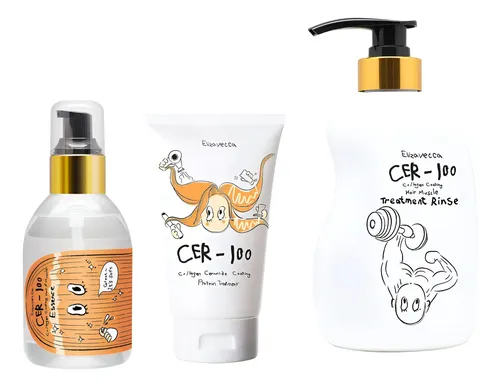 Elizavecca
CER-100
Essence
Elizavecca
CER-100
Collagen Ceramide Coating
Protein Treatment
Elizavecca
CER-100
Collagen Coating
Hair Muscle
Treatment Rinse